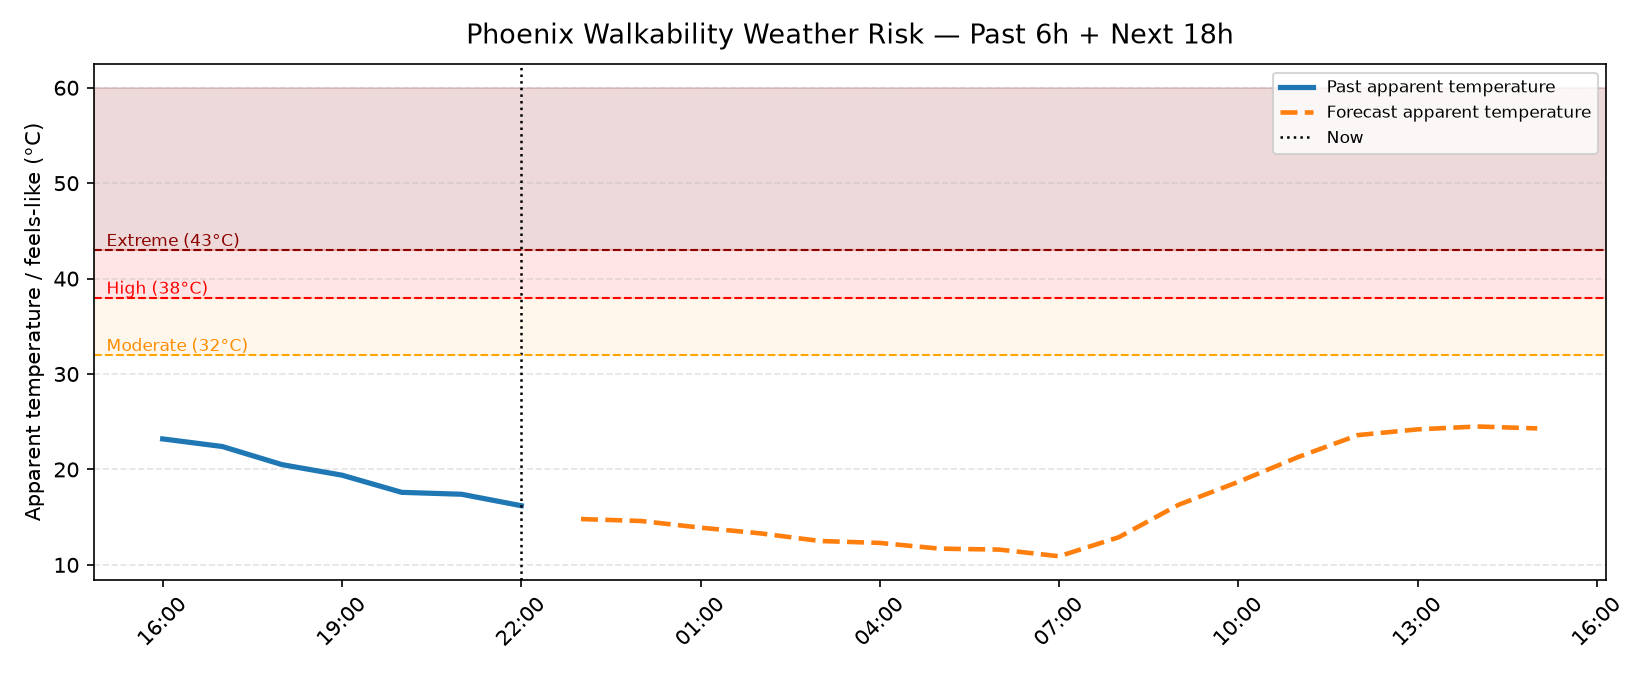 Phoenix Walkability Weather Risk — Past 6h + Next 18h
Apparent temperature / feels-like (°C)
60
50
40
30
20
10
Past apparent temperature
Forecast apparent temperature
Now
Extreme (43°C)
High (38°C)
Moderate (32°C)
16:00
19:00
22:00
01:00
04:00
07:00
10:00
13:00
16:00